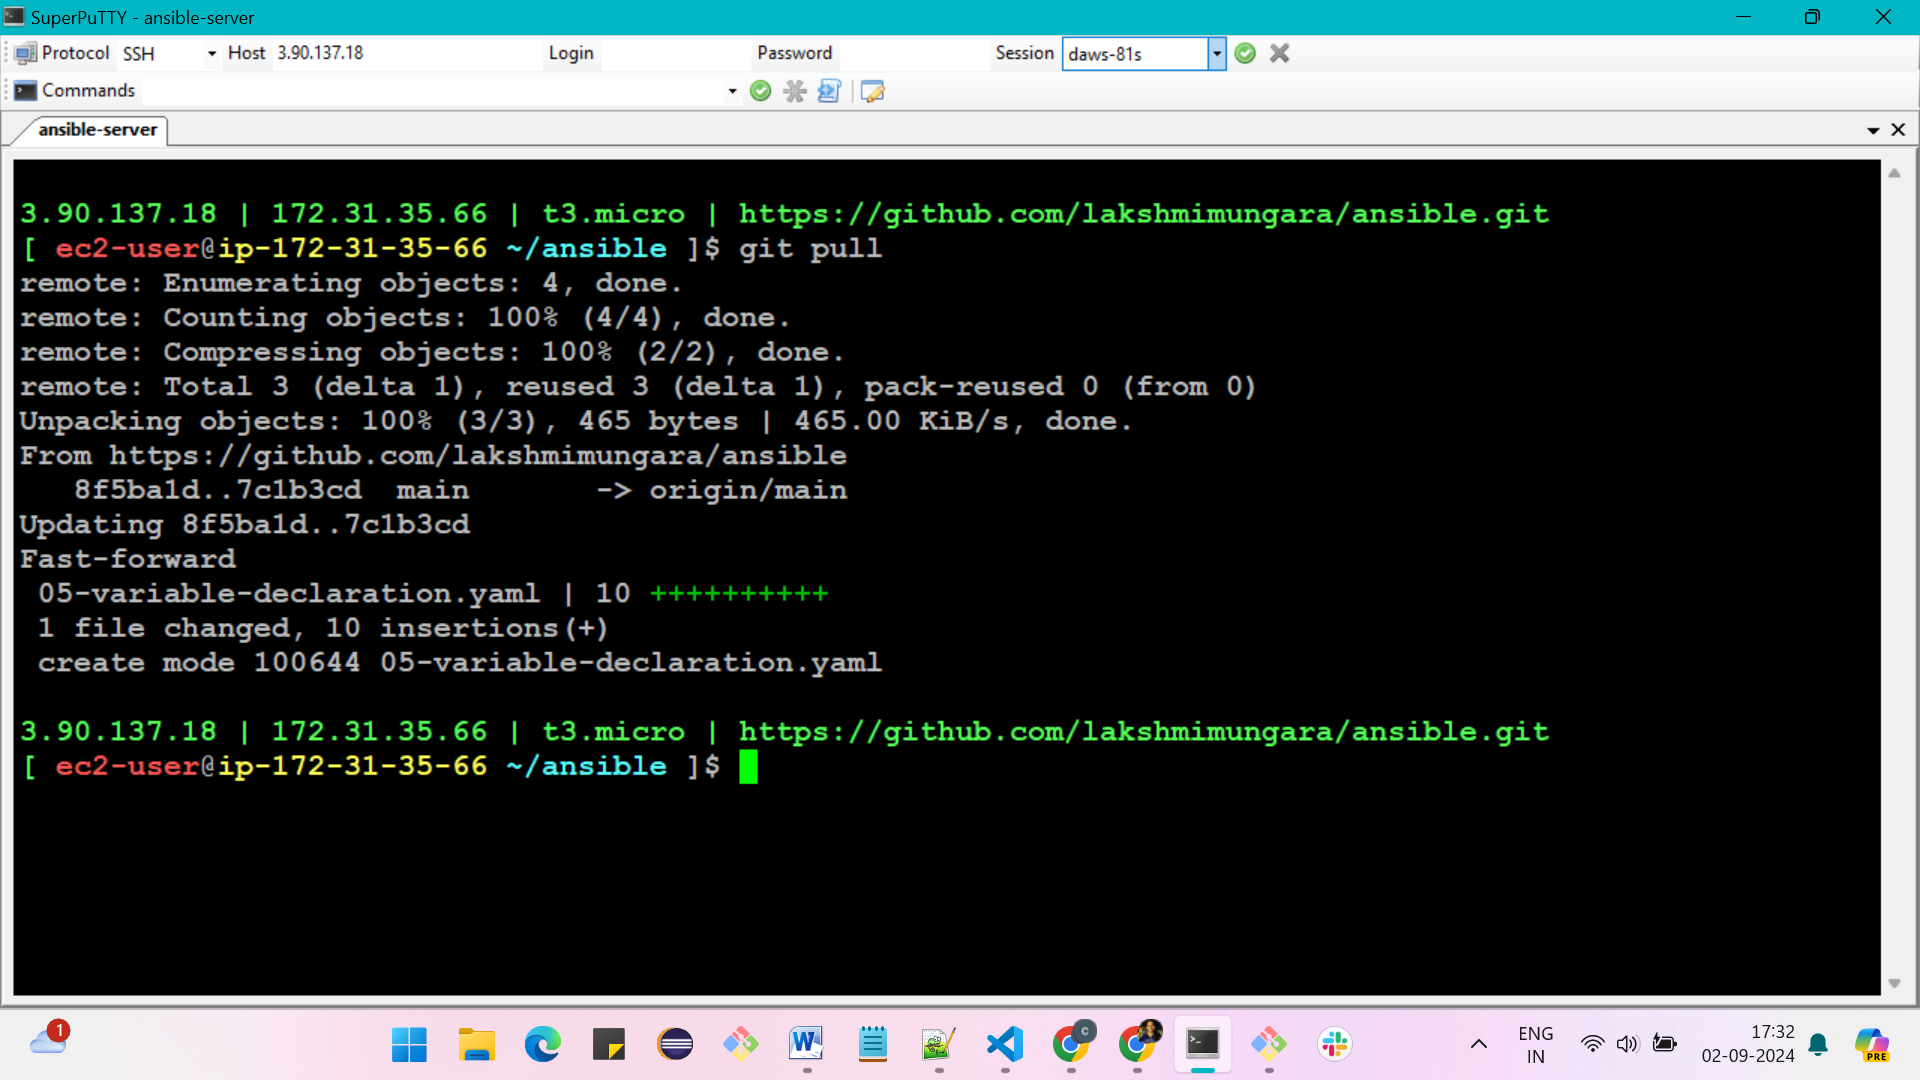 SuperPuTTY - ansible-server
Protocol SSH Host 3.90.137.18 Login Password Session daws-81s
Commands
ansible-server
3.90.137.18 | 172.31.35.66 | t3.micro | https://github.com/lakshmimungara/ansible.git
[ ec2-user@ip-172-31-35-66 ~/ansible ]$ git pull
remote: Enumerating objects: 4, done.
remote: Counting objects: 100% (4/4), done.
remote: Compressing objects: 100% (2/2), done.
remote: Total 3 (delta 1), reused 3 (delta 1), pack-reused 0 (from 0)
Unpacking objects: 100% (3/3), 465 bytes | 465.00 KiB/s, done.
From https://github.com/lakshmimungara/ansible
   8f5ba1d..7c1b3cd  main       -> origin/main
Updating 8f5ba1d..7c1b3cd
Fast-forward
 05-variable-declaration.yaml | 10 ++++++++++
 1 file changed, 10 insertions(+)
 create mode 100644 05-variable-declaration.yaml
3.90.137.18 | 172.31.35.66 | t3.micro | https://github.com/lakshmimungara/ansible.git
[ ec2-user@ip-172-31-35-66 ~/ansible ]$
1
W
C
ENG
IN
17:32
02-09-2024
PRE